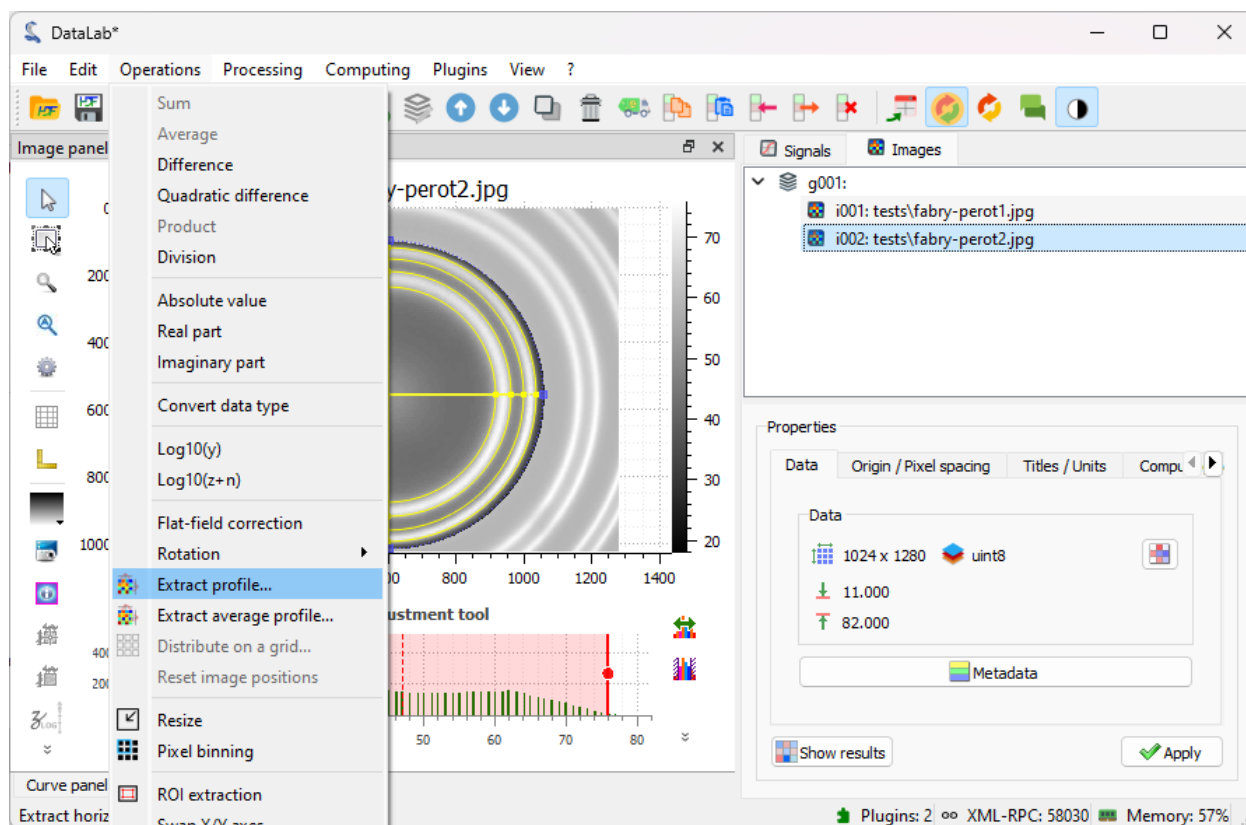 DataLab*
File Edit Operations Processing Computing Plugins View ?
Image panel
Sum
Average
Difference
Quadratic difference
Product
Division
Absolute value
Real part
Imaginary part
Convert data type
Log10(y)
Log10(z+n)
Flat-field correction
Rotation
Extract profile...
Extract average profile...
Distribute on a grid...
Reset image positions
Resize
Pixel binning
ROI extraction
Swap X/Y axes
y-perot2.jpg
0
200
400
600
800
1000
800 1000 1200 1400
70
60
50
40
30
20
ustment tool
400
200
50 60 70 80
Curve panel
Extract horiz
Signals Images
g001:
i001: tests\fabry-perot1.jpg
i002: tests\fabry-perot2.jpg
Properties
Data Origin / Pixel spacing Titles / Units Compu
Data
1024 x 1280 uint8
11.000
82.000
Metadata
Show results Apply
Plugins: 2 XML-RPC: 58030 Memory: 57%